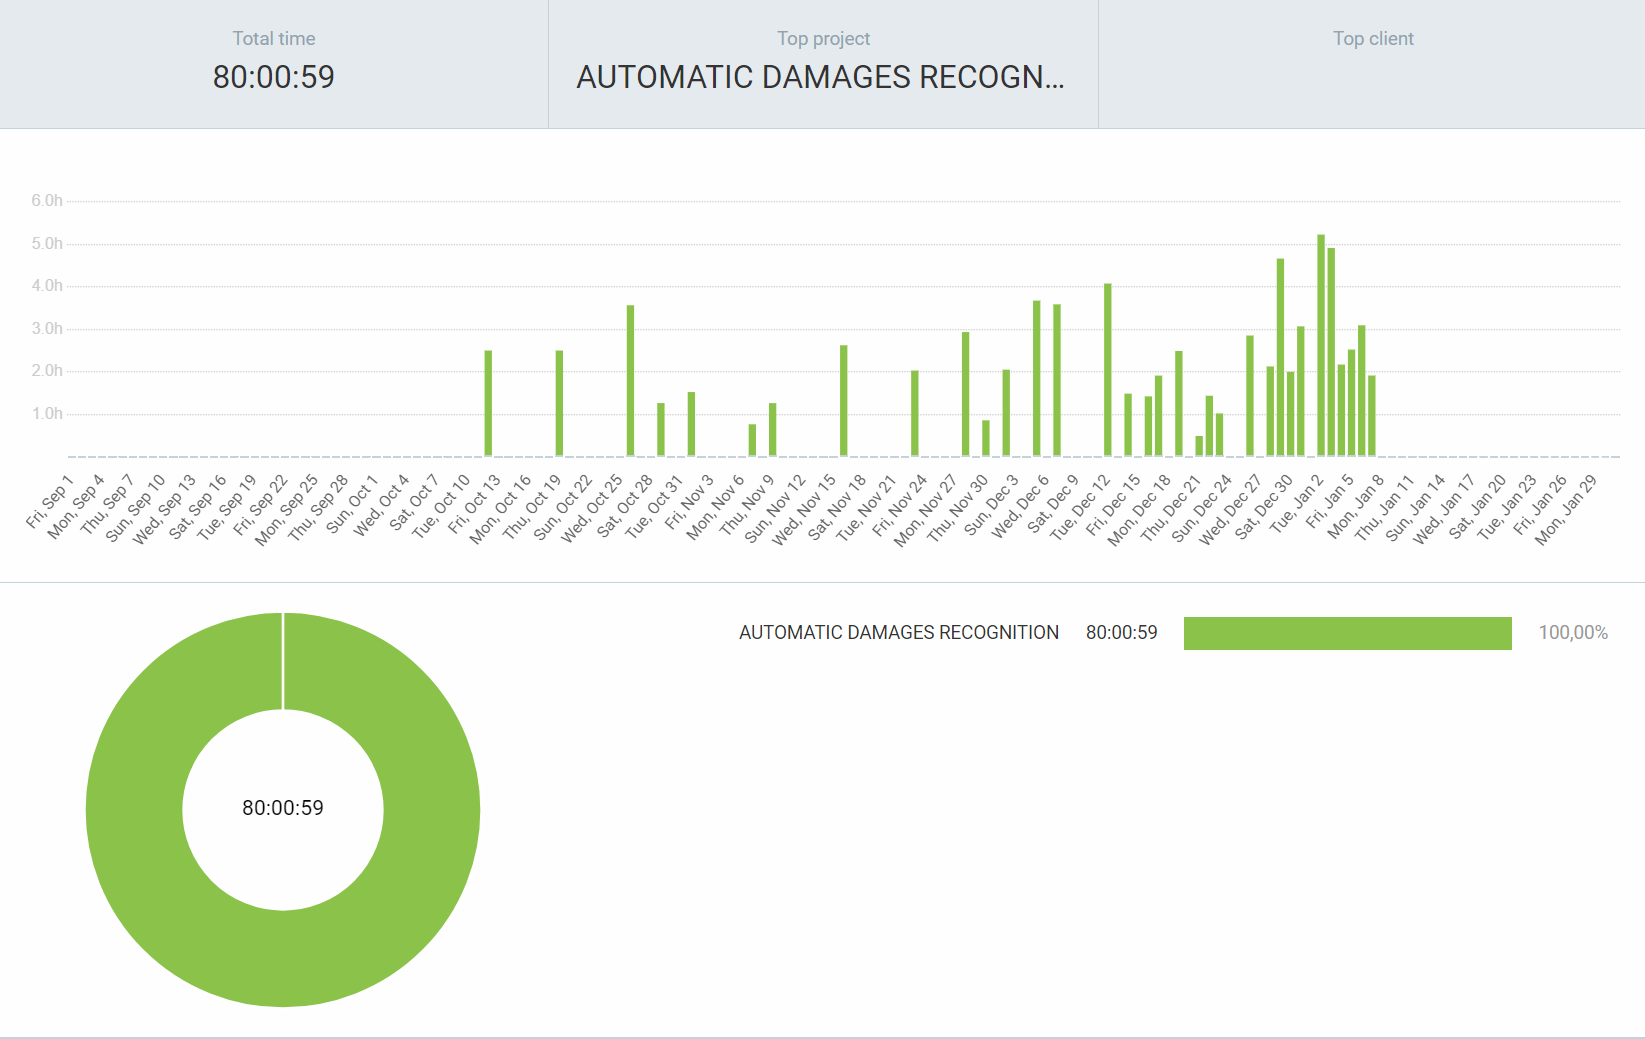 Total time
80:00:59
Top project
AUTOMATIC DAMAGES RECOGN...
Top client
6.0h
5.0h
4.0h
3.0h
2.0h
1.0h
Fri, Sep 1
Mon, Sep 4
Thu, Sep 7
Sun, Sep 10
Wed, Sep 13
Sat, Sep 16
Tue, Sep 19
Fri, Sep 22
Mon, Sep 25
Thu, Sep 28
Sun, Oct 1
Wed, Oct 4
Sat, Oct 7
Tue, Oct 10
Fri, Oct 13
Mon, Oct 16
Thu, Oct 19
Sun, Oct 22
Wed, Oct 25
Sat, Oct 28
Tue, Oct 31
Fri, Nov 3
Mon, Nov 6
Thu, Nov 9
Sun, Nov 12
Wed, Nov 15
Sat, Nov 18
Tue, Nov 21
Fri, Nov 24
Mon, Nov 27
Thu, Nov 30
Sun, Dec 3
Wed, Dec 6
Sat, Dec 9
Tue, Dec 12
Fri, Dec 15
Mon, Dec 18
Thu, Dec 21
Sun, Dec 24
Wed, Dec 27
Sat, Dec 30
Tue, Jan 2
Fri, Jan 5
Mon, Jan 8
Thu, Jan 11
Sun, Jan 14
Wed, Jan 17
Sat, Jan 20
Tue, Jan 23
Fri, Jan 26
Mon, Jan 29
AUTOMATIC DAMAGES RECOGNITION 80:00:59 100,00%
80:00:59